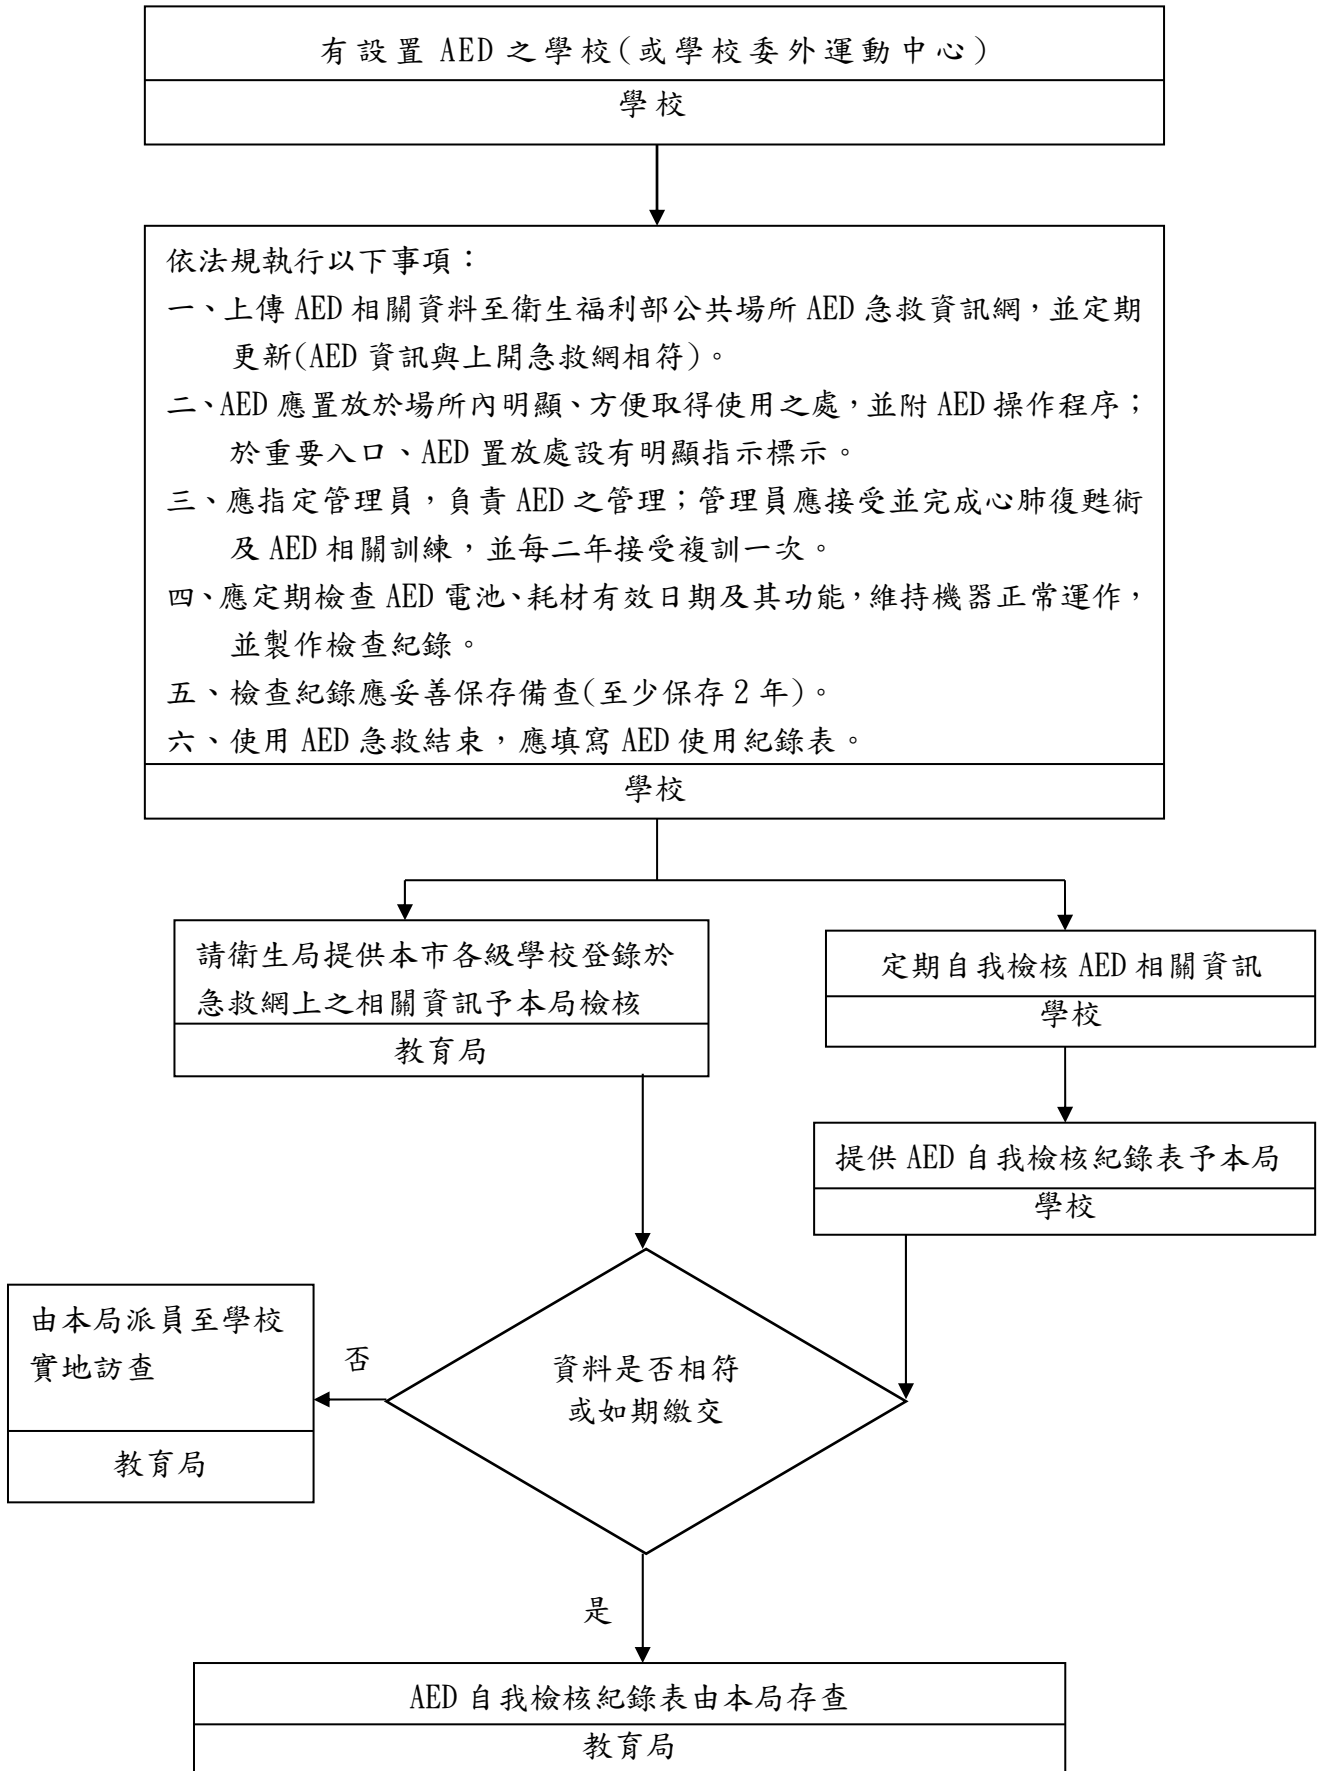 有設置 AED 之學校(或學校委外運動中心)
學校
依法規執行以下事項：
一、上傳 AED 相關資料至衛生福利部公共場所 AED 急救資訊網，並定期
更新(AED 資訊與上開急救網相符)。
二、AED 應置放於場所內明顯、方便取得使用之處，並附 AED 操作程序；
於重要入口、AED 置放處設有明顯指示標示。
三、應指定管理員，負責 AED 之管理；管理員應接受並完成心肺復甦術
及 AED 相關訓練，並每二年接受複訓一次。
四、應定期檢查 AED 電池、耗材有效日期及其功能，維持機器正常運作，
並製作檢查紀錄。
五、檢查紀錄應妥善保存備查(至少保存 2 年)。
六、使用 AED 急救結束，應填寫 AED 使用紀錄表。
學校
請衛生局提供本市各級學校登錄於
急救網上之相關資訊予本局檢核
教育局
定期自我檢核 AED 相關資訊
學校
提供 AED 自我檢核紀錄表予本局
學校
由本局派員至學校
實地訪查
教育局
否
資料是否相符
或如期繳交
是
AED 自我檢核紀錄表由本局存查
教育局